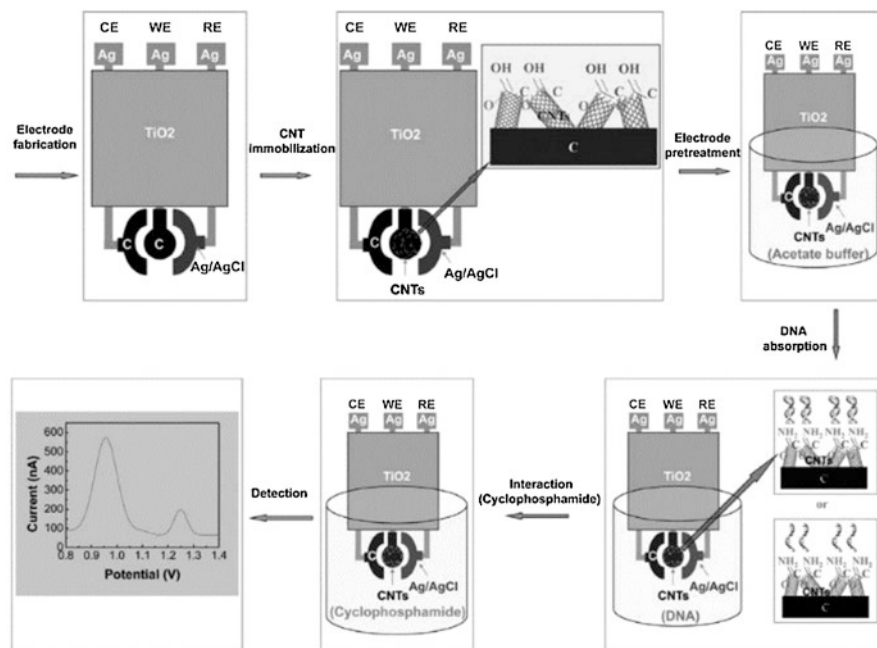 Electrode
fabrication
CE WE RE
Ag Ag Ag
TiO2
C C
Ag/AgCl
CNT
immobilization
CE WE RE
Ag Ag Ag
TiO2
C
Ag/AgCl
CNTs
OH OH OH OH
C C C C
O O O O
CNTs
C
Electrode
pretreatment
CE WE RE
Ag Ag Ag
TiO2
C
Ag/AgCl
CNTs
(Acetate buffer)
DNA
absorption
NH2 NH2 NH2 NH2
C C C
O O
CNTs
C
or
NH2 NH2 NH2 NH2
C C C
O O
CNTs
C
CE WE RE
Ag Ag Ag
TiO2
C
Ag/AgCl
CNTs
(DNA)
Interaction
(Cyclophosphamide)
CE WE RE
Ag Ag Ag
TiO2
C
Ag/AgCl
CNTs
(Cyclophosphamide)
Detection
Current (nA)
600
500
400
300
200
100
0
0.8 0.9 1.0 1.1 1.2 1.3 1.4
Potential (V)